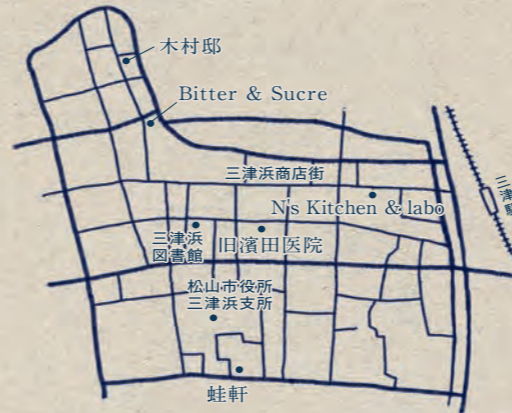 木村邸
Bitter & Sucre
三津浜商店街
三津駅
N's Kitchen & labo
三津浜
図書館
旧濱田医院
松山市役所
三津浜支所
蛙軒